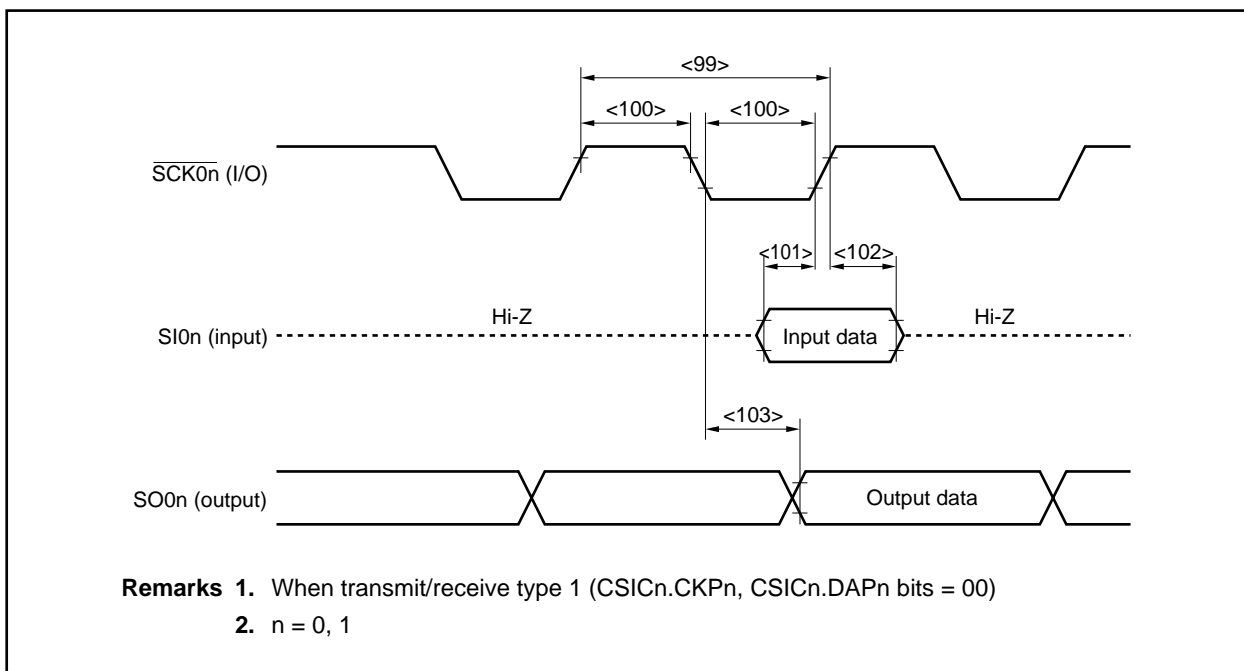 <99>
<100> <100>
SCK0n (I/O)
<101> <102>
Hi-Z Hi-Z
SI0n (input) Input data
<103>
SO0n (output) Output data
Remarks 1. When transmit/receive type 1 (CSICn.CKPn, CSICn.DAPn bits = 00)
2. n = 0, 1